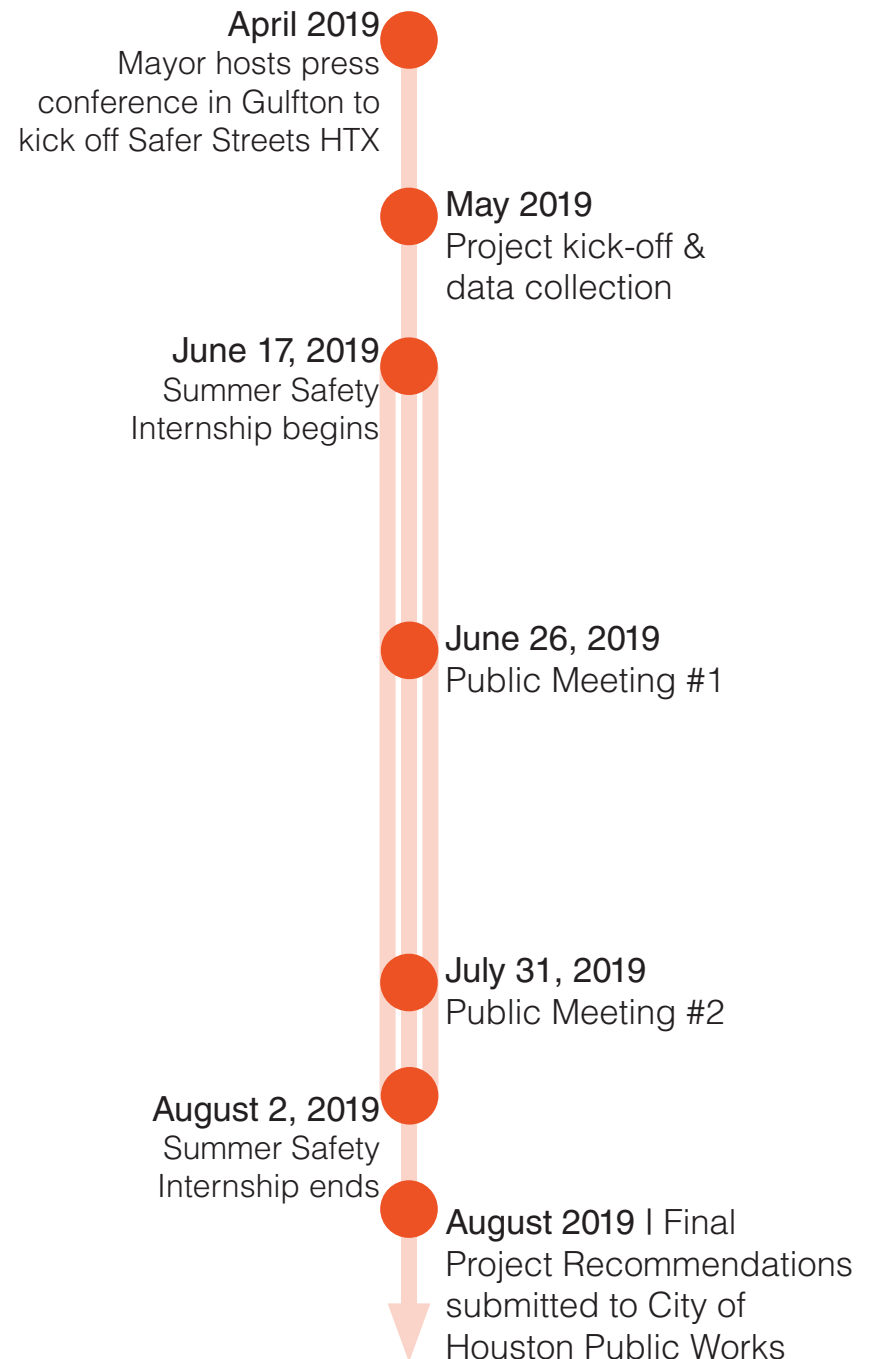 April 2019
Mayor hosts press
conference in Gulfton to
kick off Safer Streets HTX
May 2019
Project kick-off &
data collection
June 17, 2019
Summer Safety
Internship begins
June 26, 2019
Public Meeting #1
July 31, 2019
Public Meeting #2
August 2, 2019
Summer Safety
Internship ends
August 2019 | Final
Project Recommendations
submitted to City of
Houston Public Works